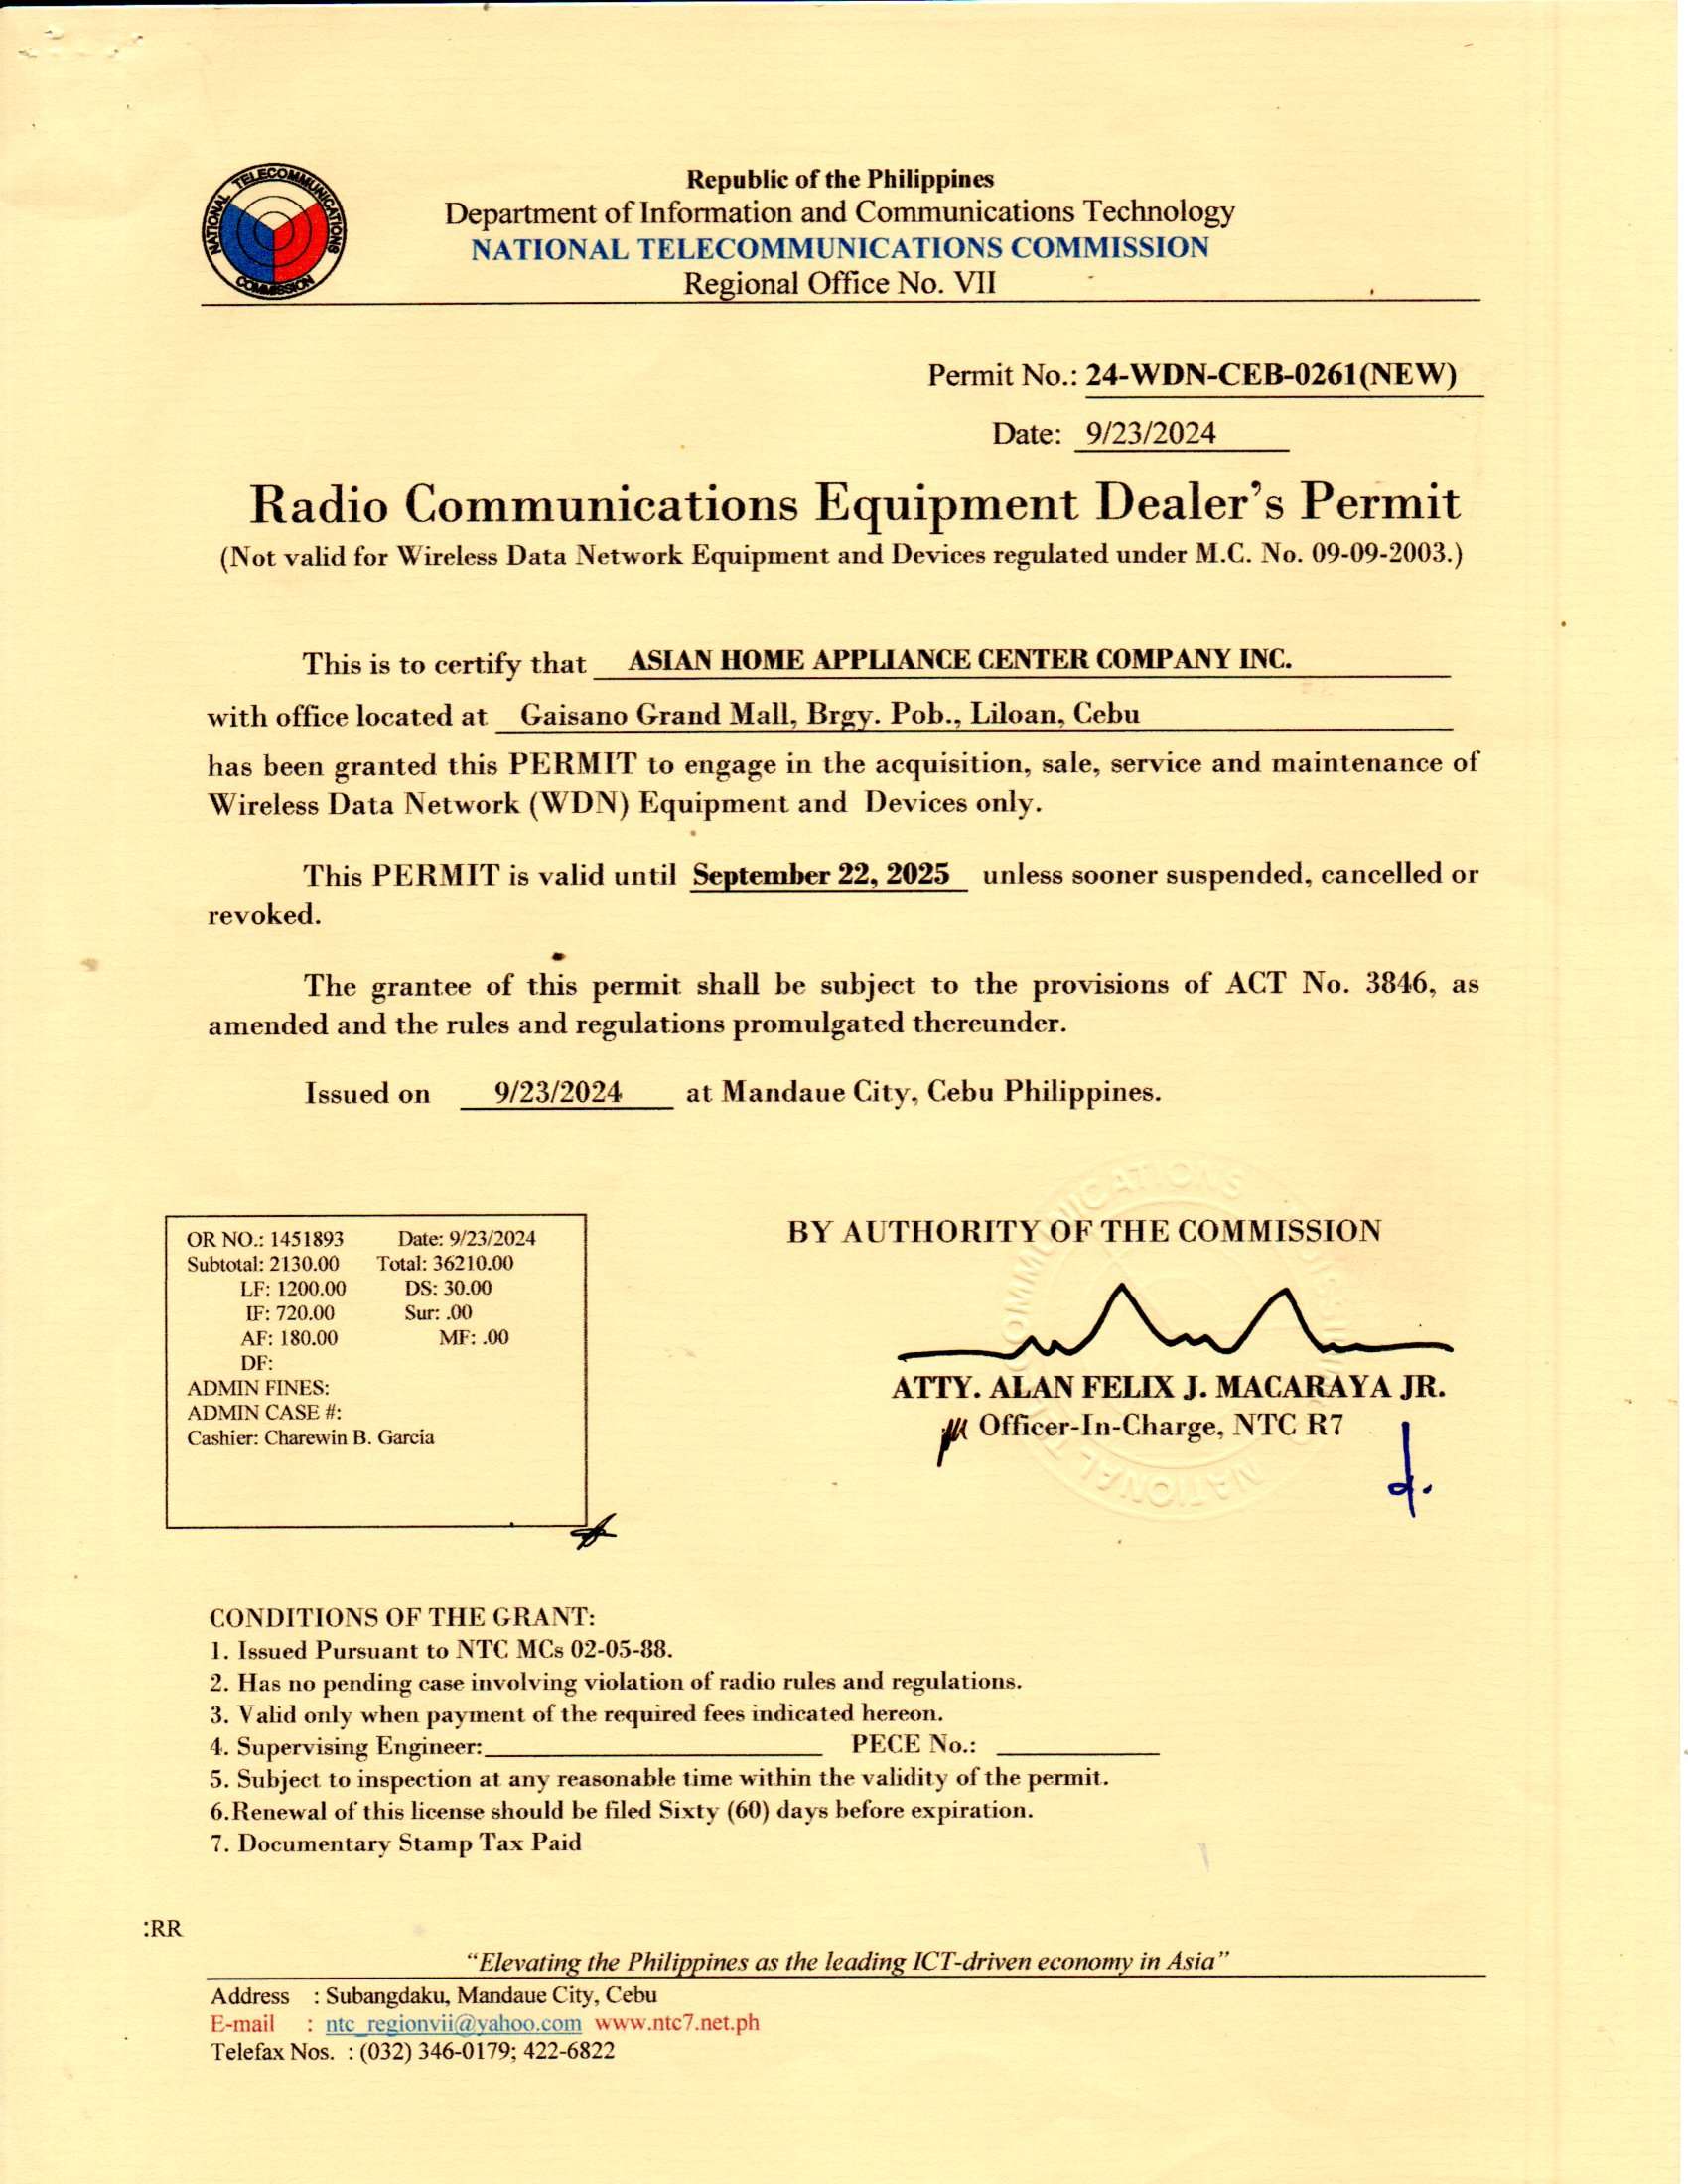 NATIONAL TELECOMMUNICATIONS COMMISSION
Republic of the Philippines
Department of Information and Communications Technology
NATIONAL TELECOMMUNICATIONS COMMISSION
Regional Office No. VII
Permit No.: 24-WDN-CEB-0261(NEW)
Date: 9/23/2024
Radio Communications Equipment Dealer's Permit
(Not valid for Wireless Data Network Equipment and Devices regulated under M.C. No. 09-09-2003.)
This is to certify that ASIAN HOME APPLIANCE CENTER COMPANY INC.
with office located at Gaisano Grand Mall, Brgy. Pob., Liloan, Cebu
has been granted this PERMIT to engage in the acquisition, sale, service and maintenance of
Wireless Data Network (WDN) Equipment and Devices only.
This PERMIT is valid until September 22, 2025 unless sooner suspended, cancelled or
revoked.
The grantee of this permit shall be subject to the provisions of ACT No. 3846, as
amended and the rules and regulations promulgated thereunder.
Issued on 9/23/2024 at Mandaue City, Cebu Philippines.
OR NO.: 1451893 Date: 9/23/2024
Subtotal: 2130.00 Total: 36210.00
LF: 1200.00 DS: 30.00
IF: 720.00 Sur: .00
AF: 180.00 MF: .00
DF:
ADMIN FINES:
ADMIN CASE #:
Cashier: Charewin B. Garcia
BY AUTHORITY OF THE COMMISSION
ATTY. ALAN FELIX J. MACARAYA JR.
Officer-In-Charge, NTC R7
CONDITIONS OF THE GRANT:
1. Issued Pursuant to NTC MCs 02-05-88.
2. Has no pending case involving violation of radio rules and regulations.
3. Valid only when payment of the required fees indicated hereon.
4. Supervising Engineer:____________ PECE No.: ____________
5. Subject to inspection at any reasonable time within the validity of the permit.
6.Renewal of this license should be filed Sixty (60) days before expiration.
7. Documentary Stamp Tax Paid
:RR
"Elevating the Philippines as the leading ICT-driven economy in Asia"
Address : Subangdaku, Mandaue City, Cebu
E-mail : ntc_regionvii@yahoo.com www.ntc7.net.ph
Telefax Nos. : (032) 346-0179; 422-6822